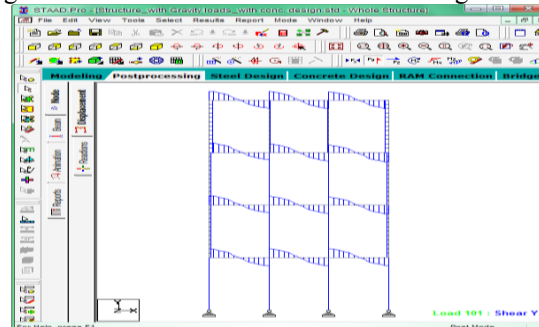 STAAD.Pro - [Structure_with Gravity loads_with conc. design.std - Whole Structure]
File Edit View Tools Select Results Report Mode Window Help
Modeling Postprocessing Steel Design Concrete Design RAM Connection Bridge
Node
Beam
Animation
Reports
Displacement
Reactions
Y
X
Load 101 : Shear Y